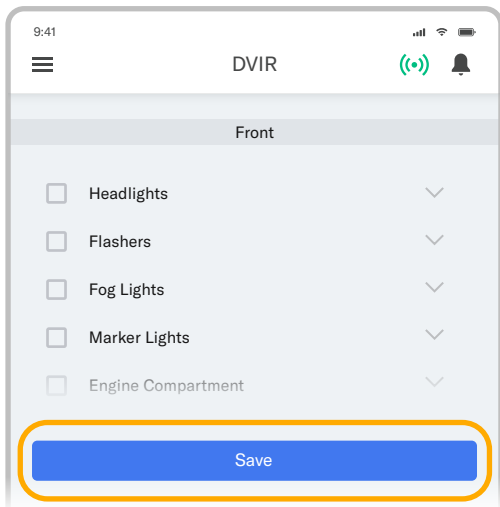 9:41
DVIR
Front
Headlights
Flashers
Fog Lights
Marker Lights
Engine Compartment
Save